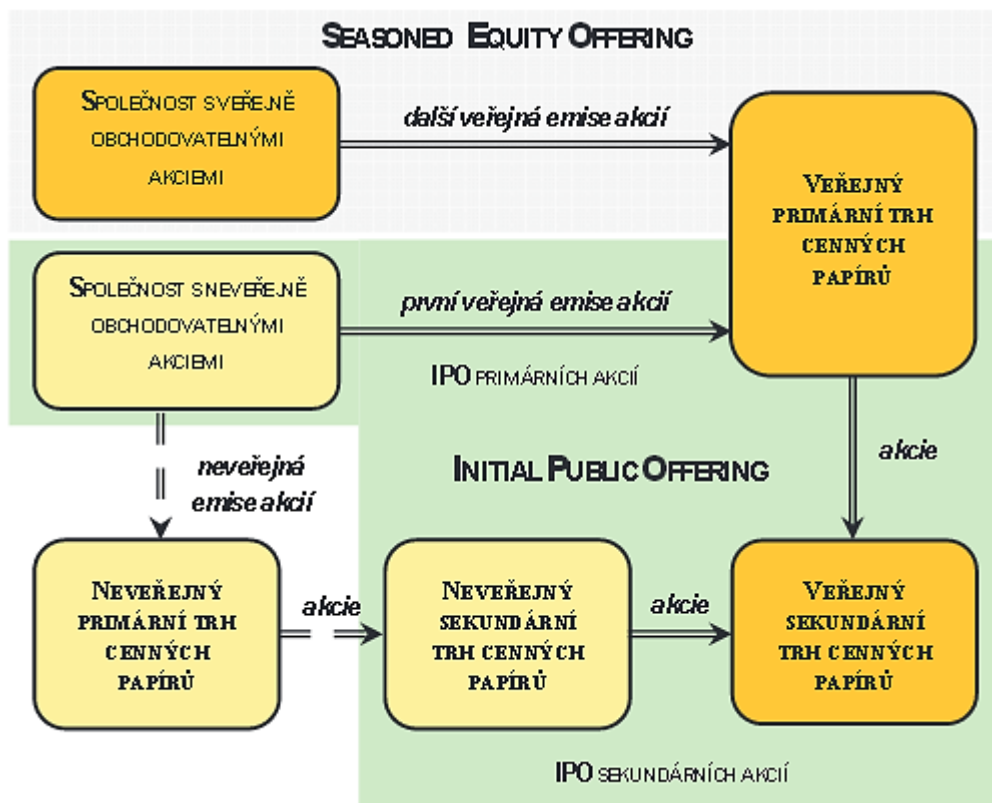 SEASONED EQUITY OFFERING
SPOLEČNOST S VEŘEJNĚ
OBCHODOVATELNÝMI
AKCIEMI
další veřejná emise akcií
VEŘEJNÝ
PRIMÁRNÍ TRH
CENNÝCH
PAPÍRŮ
SPOLEČNOST S NEVEŘEJNĚ
OBCHODOVATELNÝMI
AKCIEMI
první veřejná emise akcií
IPO PRIMÁRNÍCH AKCIÍ
neveřejná
emise akcií
INITIAL PUBLIC OFFERING
akcie
NEVEŘEJNÝ
PRIMÁRNÍ TRH
CENNÝCH
PAPÍRŮ
akcie
NEVEŘEJNÝ
SEKUNDÁRNÍ
TRH CENNÝCH
PAPÍRŮ
akcie
VEŘEJNÝ
SEKUNDÁRNÍ
TRH CENNÝCH
PAPÍRŮ
IPO SEKUNDÁRNÍCH AKCIÍ